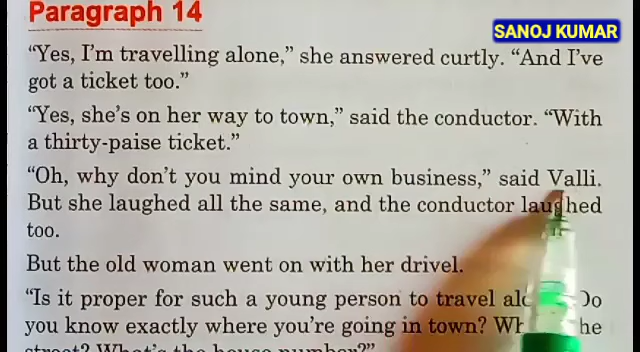 Paragraph 14
SANOJ KUMAR
“Yes, I’m travelling alone,” she answered curtly. “And I’ve
got a ticket too.”
“Yes, she’s on her way to town,” said the conductor. “With
a thirty-paise ticket.”
“Oh, why don’t you mind your own business,” said Valli.
But she laughed all the same, and the conductor laughed
too.
But the old woman went on with her drivel.
“Is it proper for such a young person to travel
you know exactly where you’re going in town?
street? What’s the house number?”